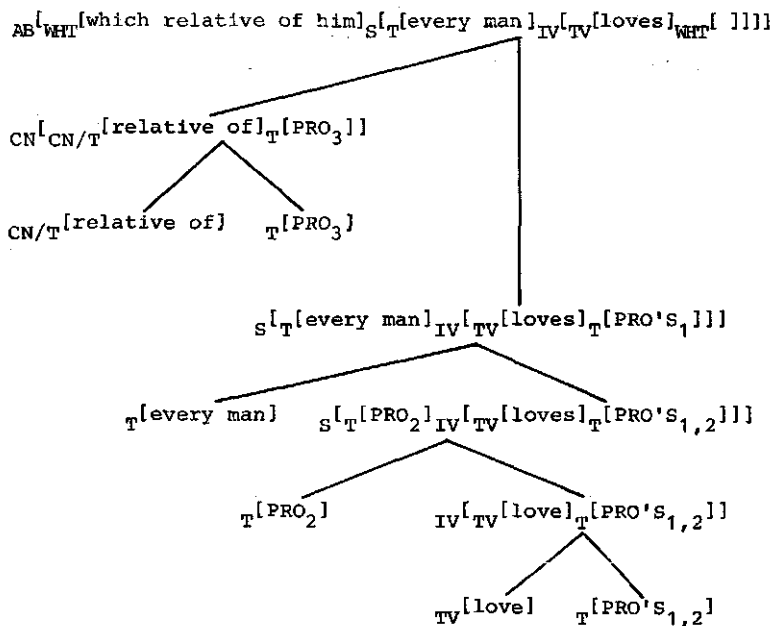 AB[WHT[which relative of him]S[T[every man]IV[TV[loves]WHT[ ]]]]
CN[CN/T[relative of]T[PRO3]]
CN/T[relative of] T[PRO3]
S[T[every man]IV[TV[loves]T[PRO'S1]]]
T[every man] S[T[PRO2]IV[TV[loves]T[PRO'S1,2]]]
T[PRO2] IV[TV[love]T[PRO'S1,2]]
TV[love] T[PRO'S1,2]